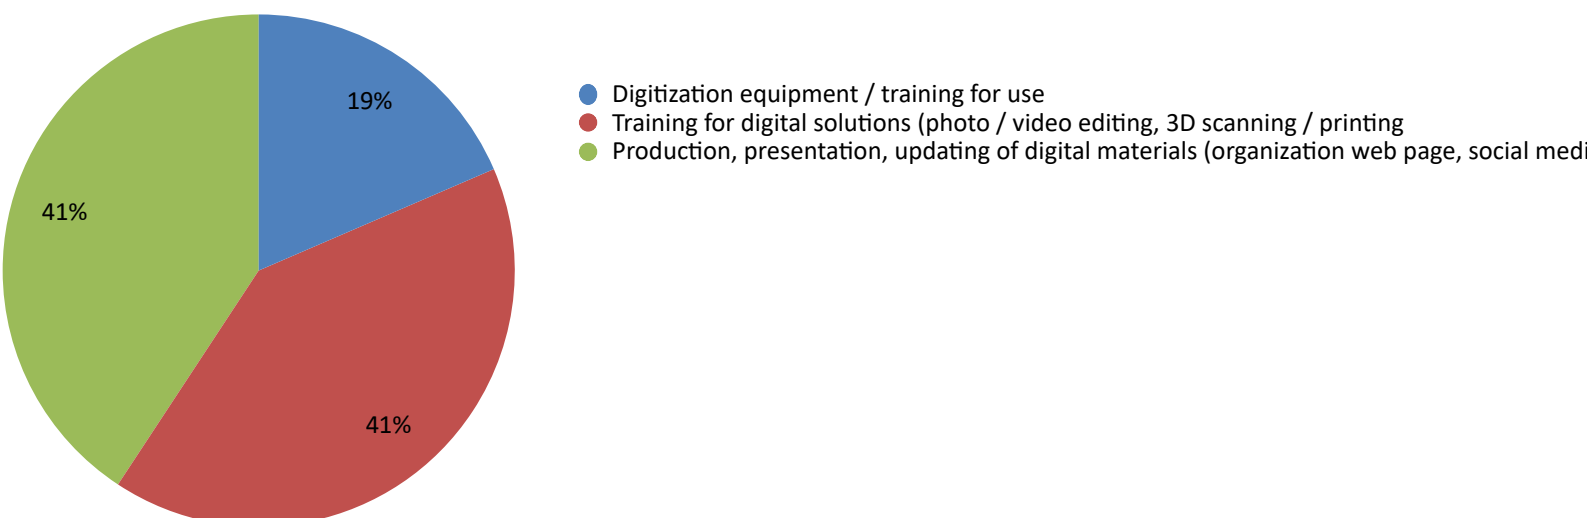 19%
Digitization equipment / training for use
Training for digital solutions (photo / video editing, 3D scanning / printing
Production, presentation, updating of digital materials (organization web page, social medi
41%
41%